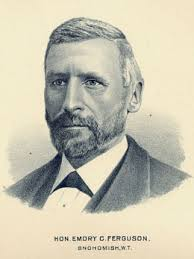 HON. EMORY C. FERGUSON,
SNOHOMISH, W.T.